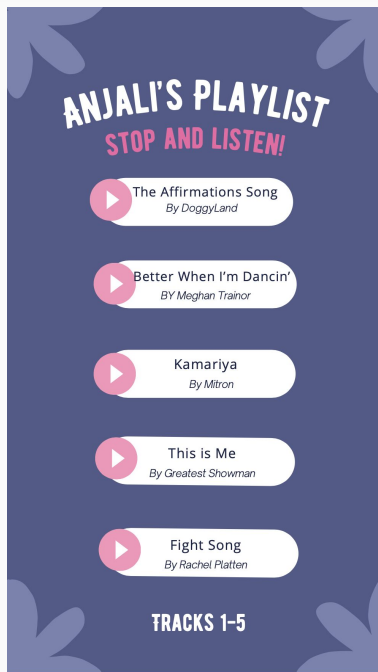 ANJALI'S PLAYLIST
STOP AND LISTEN!
The Affirmations Song
By DoggyLand
Better When I'm Dancin'
BY Meghan Trainor
Kamariya
By Mitron
This is Me
By Greatest Showman
Fight Song
By Rachel Platten
TRACKS 1-5